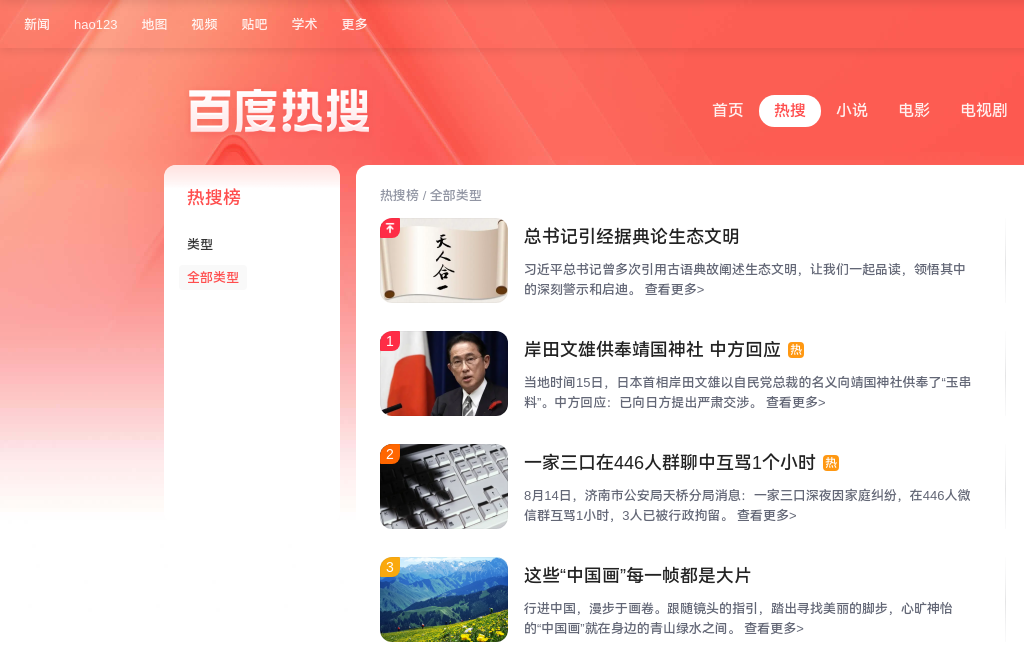 新闻 hao123 地图 视频 贴吧 学术 更多
百度热搜
首页 热搜 小说 电影 电视剧
热搜榜
类型
全部类型
热搜榜 / 全部类型
天人合一
总书记引经据典论生态文明
习近平总书记曾多次引用古语典故阐述生态文明，让我们一起品读，领悟其中
的深刻警示和启迪。 查看更多>
1
岸田文雄供奉靖国神社 中方回应 热
当地时间15日，日本首相岸田文雄以自民党总裁的名义向靖国神社供奉了“玉串
料”。中方回应：已向日方提出严肃交涉。 查看更多>
2
一家三口在446人群聊中互骂1个小时 热
8月14日，济南市公安局天桥分局消息：一家三口深夜因家庭纠纷，在446人微
信群互骂1小时，3人已被行政拘留。 查看更多>
3
这些“中国画”每一帧都是大片
行进中国，漫步于画卷。跟随镜头的指引，踏出寻找美丽的脚步，心旷神怡
的“中国画”就在身边的青山绿水之间。 查看更多>